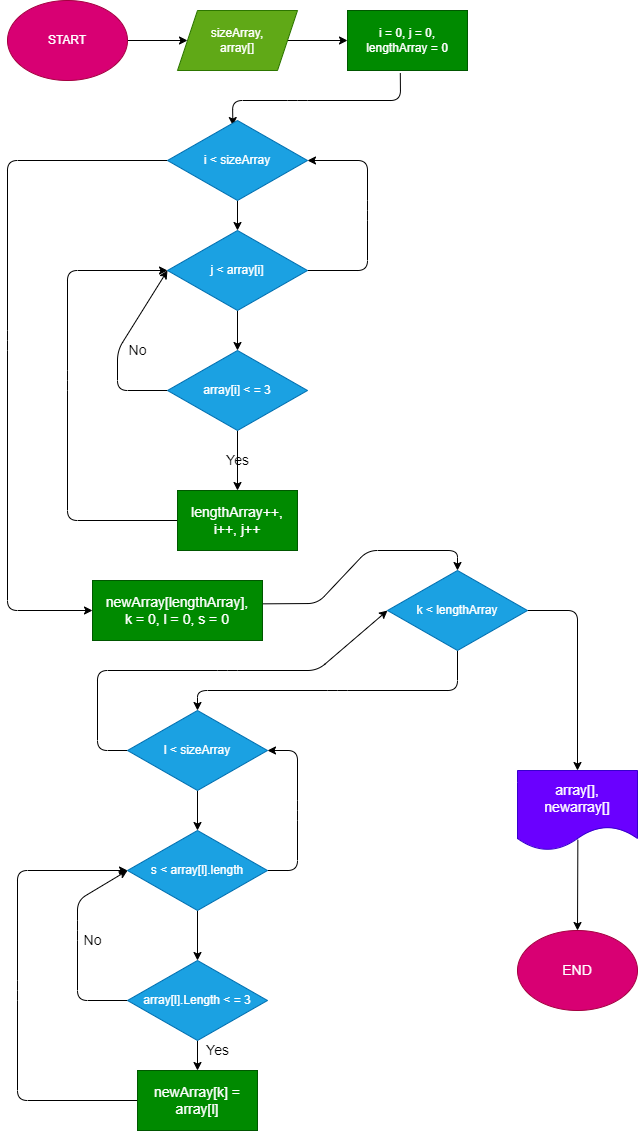 START
sizeArray,
array[]
i = 0, j = 0,
lengthArray = 0
i < sizeArray
j < array[i]
No
array[i] < = 3
Yes
lengthArray++,
i++, j++
newArray[lengthArray],
k = 0, l = 0, s = 0
k < lengthArray
l < sizeArray
array[],
newarray[]
s < array[l].length
No
END
array[l].Length < = 3
Yes
newArray[k] =
array[l]